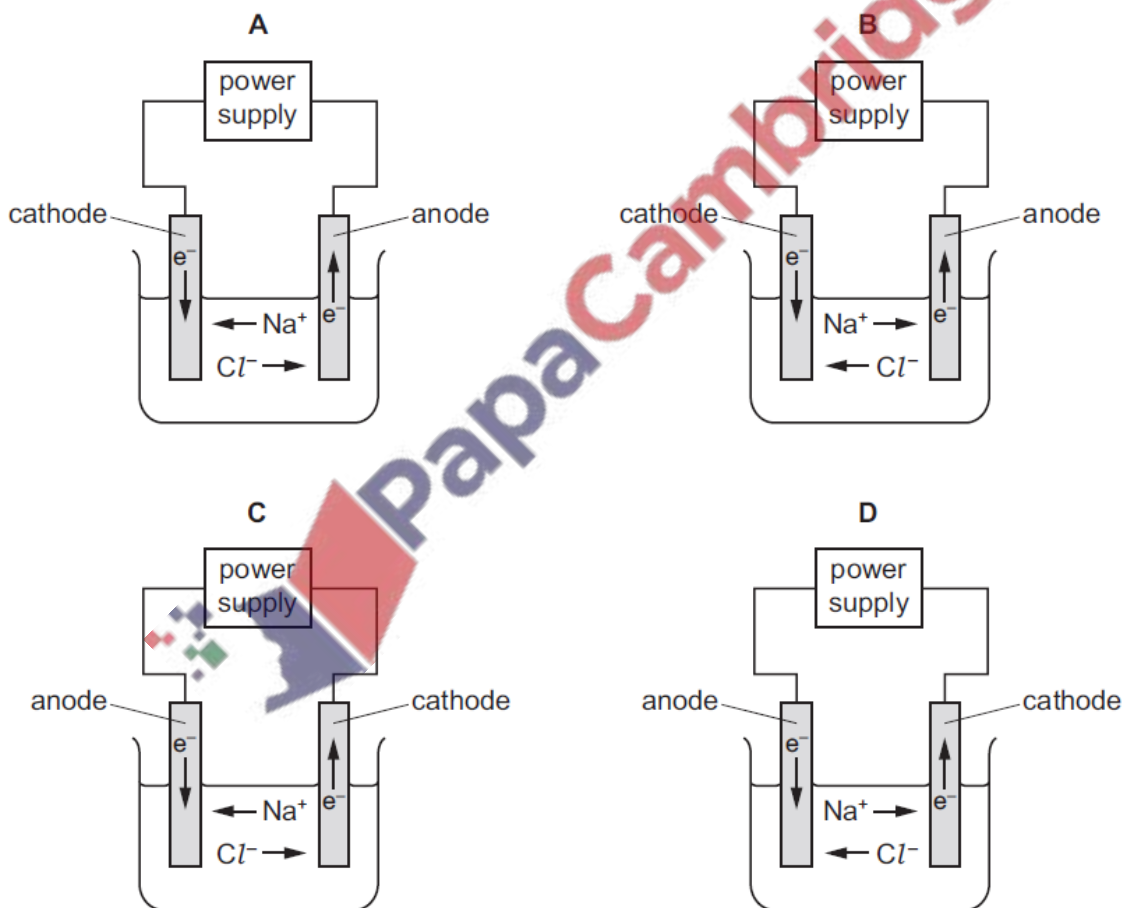 A
power
supply
cathode
anode
e⁻
Na⁺
e⁻
Cl⁻
B
power
supply
cathode
anode
e⁻
Na⁺
e⁻
Cl⁻
C
power
supply
anode
cathode
e⁻
Na⁺
e⁻
Cl⁻
D
power
supply
anode
cathode
e⁻
Na⁺
e⁻
Cl⁻
PapaCambridg